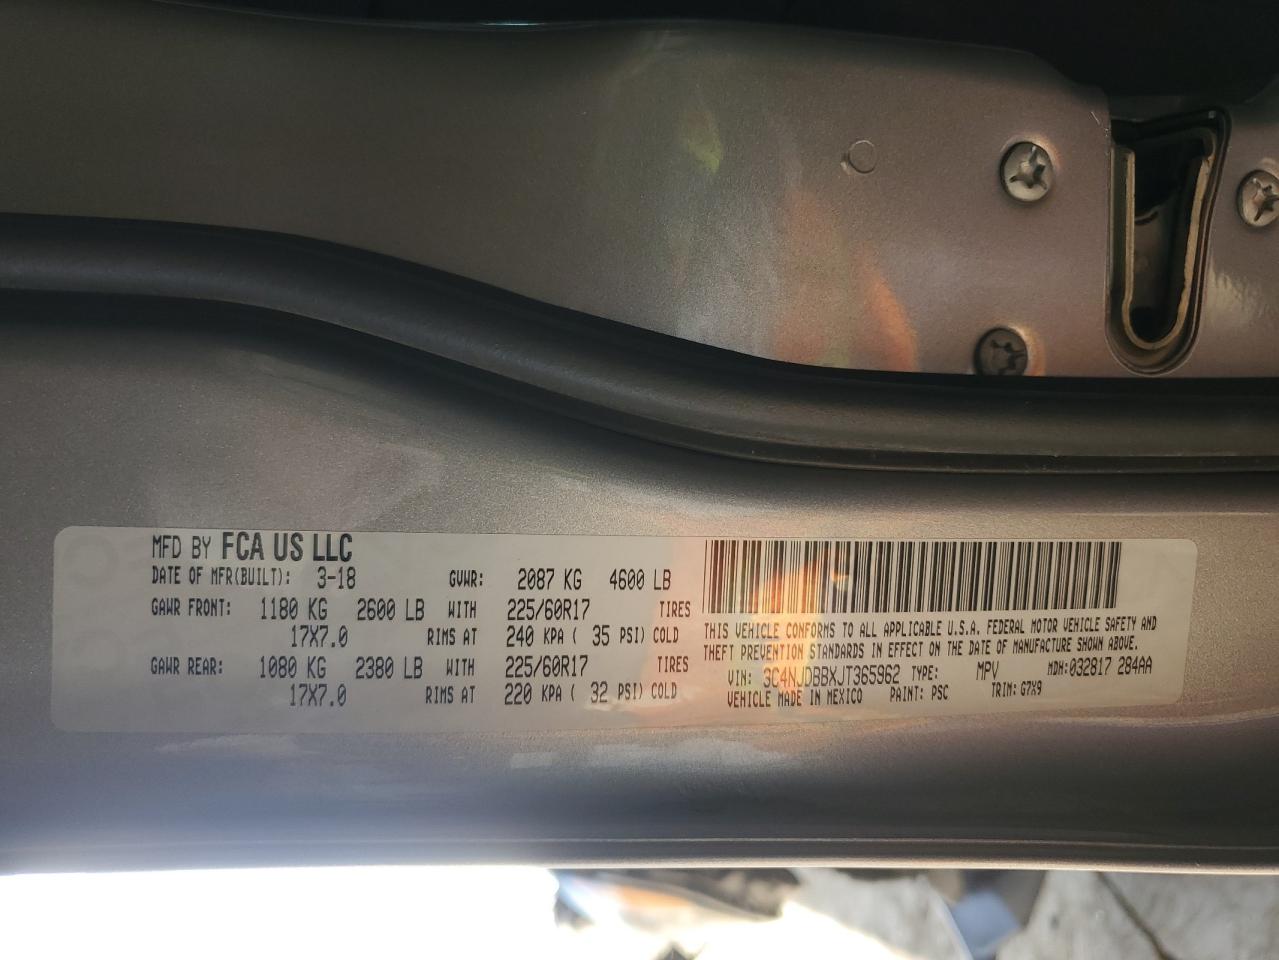 MFD BY FCA US LLC
DATE OF MFR(BUILT): 3-18 GVWR: 2087 KG 4600 LB
GAWR FRONT: 1180 KG 2600 LB WITH 225/60R17 TIRES
17X7.0 RIMS AT 240 KPA ( 35 PSI) COLD
GAWR REAR: 1080 KG 2380 LB WITH 225/60R17 TIRES
17X7.0 RIMS AT 220 KPA ( 32 PSI) COLD
THIS VEHICLE CONFORMS TO ALL APPLICABLE U.S.A. FEDERAL MOTOR VEHICLE SAFETY AND
THEFT PREVENTION STANDARDS IN EFFECT ON THE DATE OF MANUFACTURE SHOWN ABOVE.
VIN: 3C4NJDBBXJT365962 TYPE: MPV MDH:032817 284AA
VEHICLE MADE IN MEXICO PAINT: PSC TRIM: G7X9